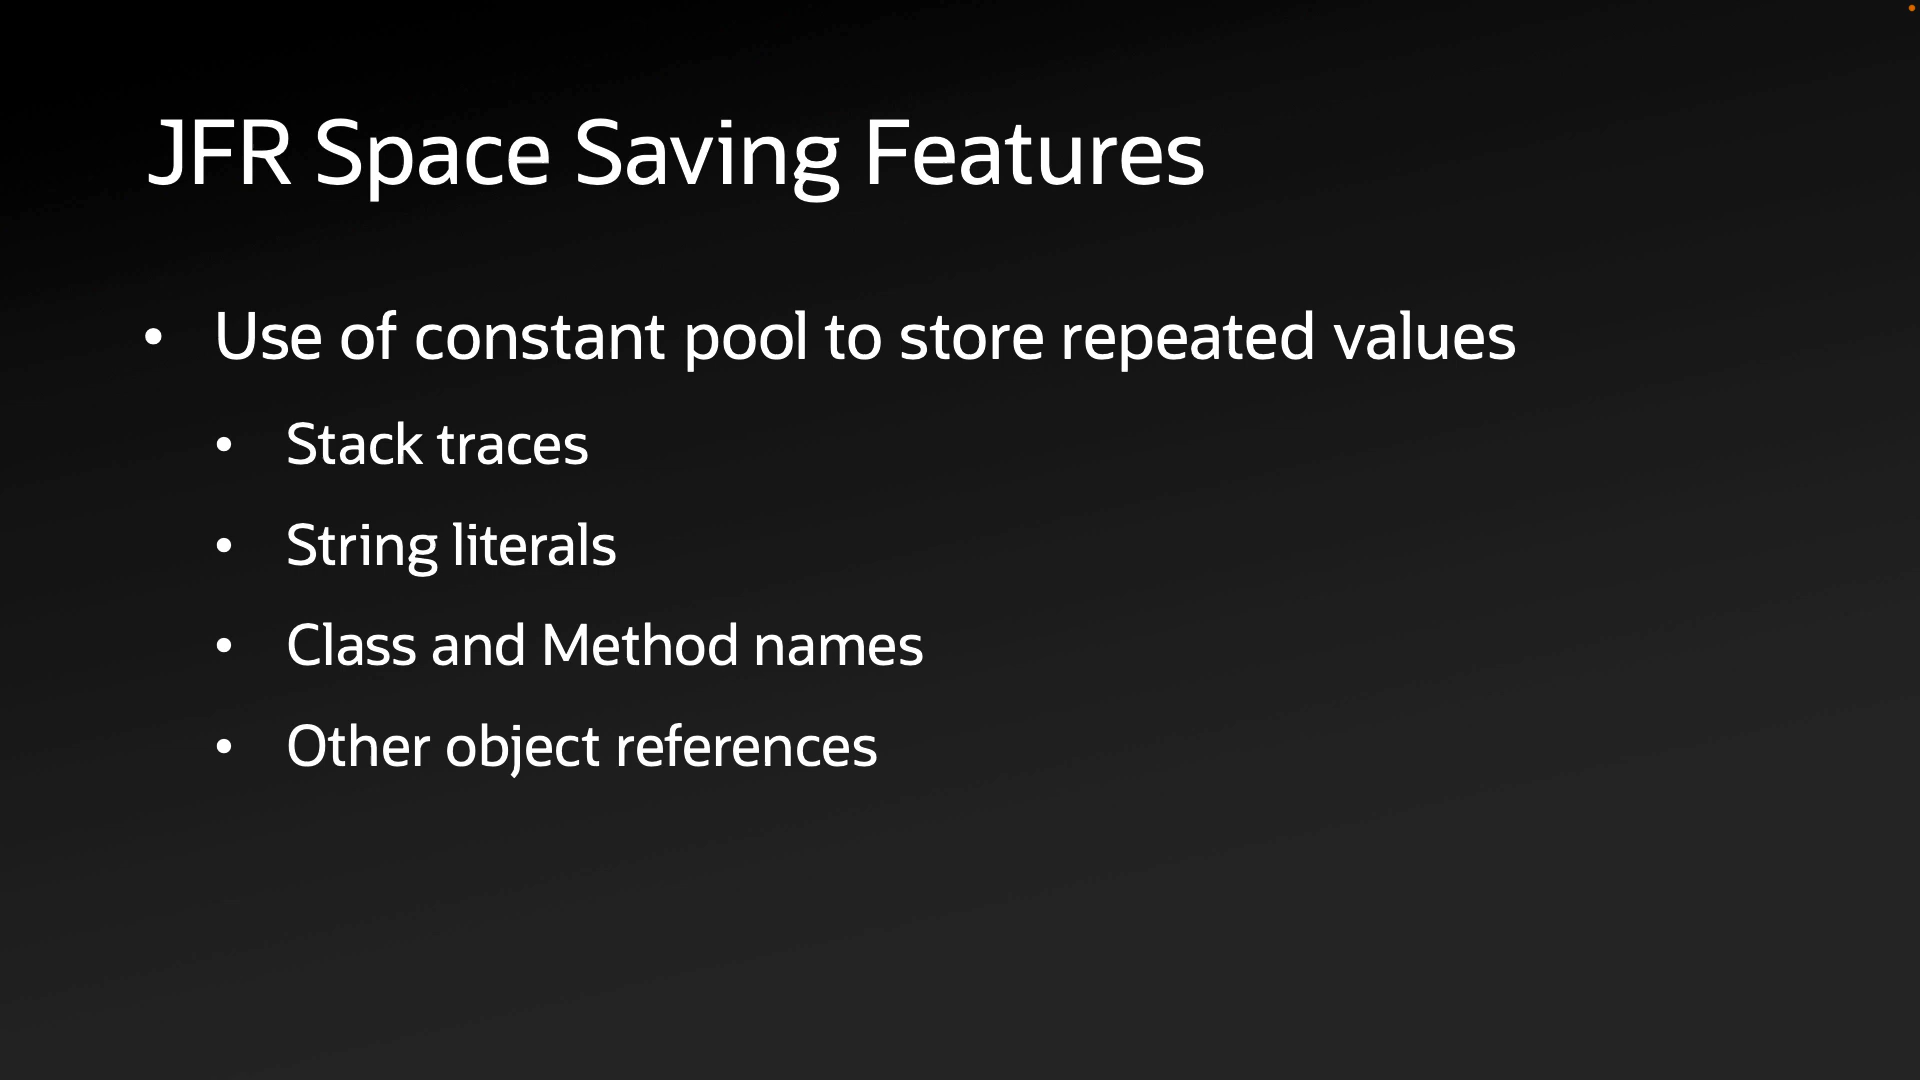 JFR Space Saving Features
• Use of constant pool to store repeated values
• Stack traces
• String literals
• Class and Method names
• Other object references